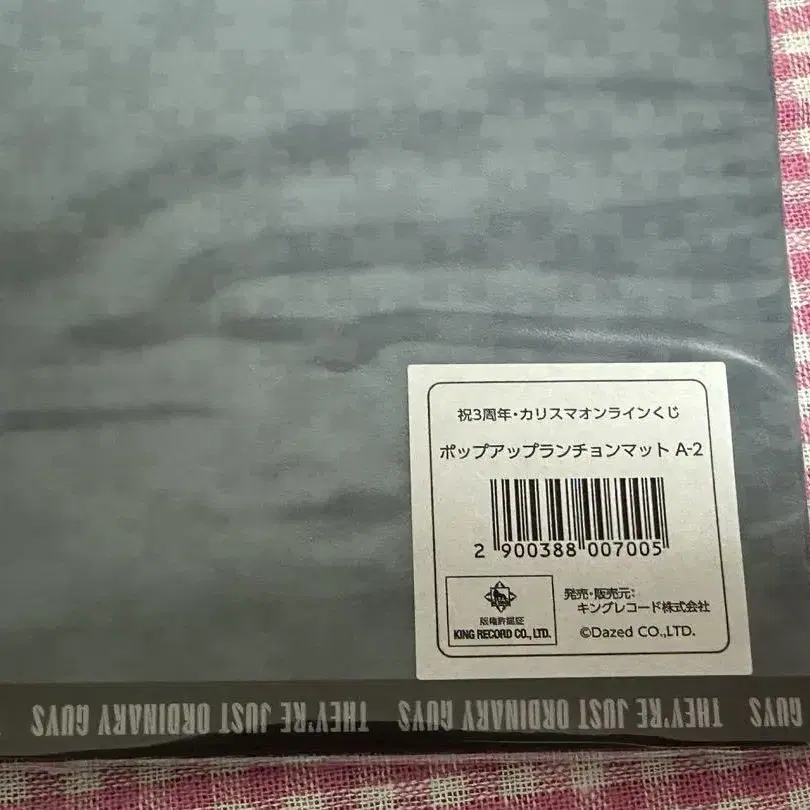 祝3周年・カリスマオンラインくじ
ポップアップランチョンマット A-2
2 900388 007005
版権許諾証
KING RECORD CO., LTD.
発売・販売元:
キングレコード株式会社
©Dazed CO.,LTD.
THEY'RE JUST ORDINARY GUYS THEY'RE JUST ORDINARY GUYS